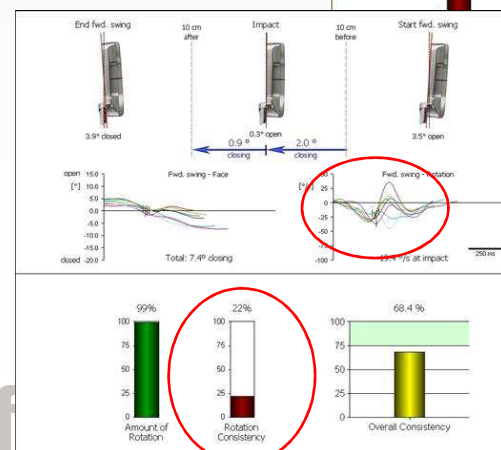 End fwd. swing 10 cm after Impact 10 cm before Start fwd. swing
3.9° closed 0.3° open 3.5° open
0.9° closing 2.0° closing
Fwd. swing - Face
open 15.0
[°] 10.0
5.0
0.0
-5.0
-10.0
-15.0
closed -20.0
Total: 7.4° closing
Fwd. swing - Rotation
50
25
0
-25
-50
-100
°/s at impact
250 ms
99% 22% 68.4 %
100 100 100
75 75 75
50 50 50
25 25 25
0 0 0
Amount of Rotation
Rotation Consistency
Overall Consistency